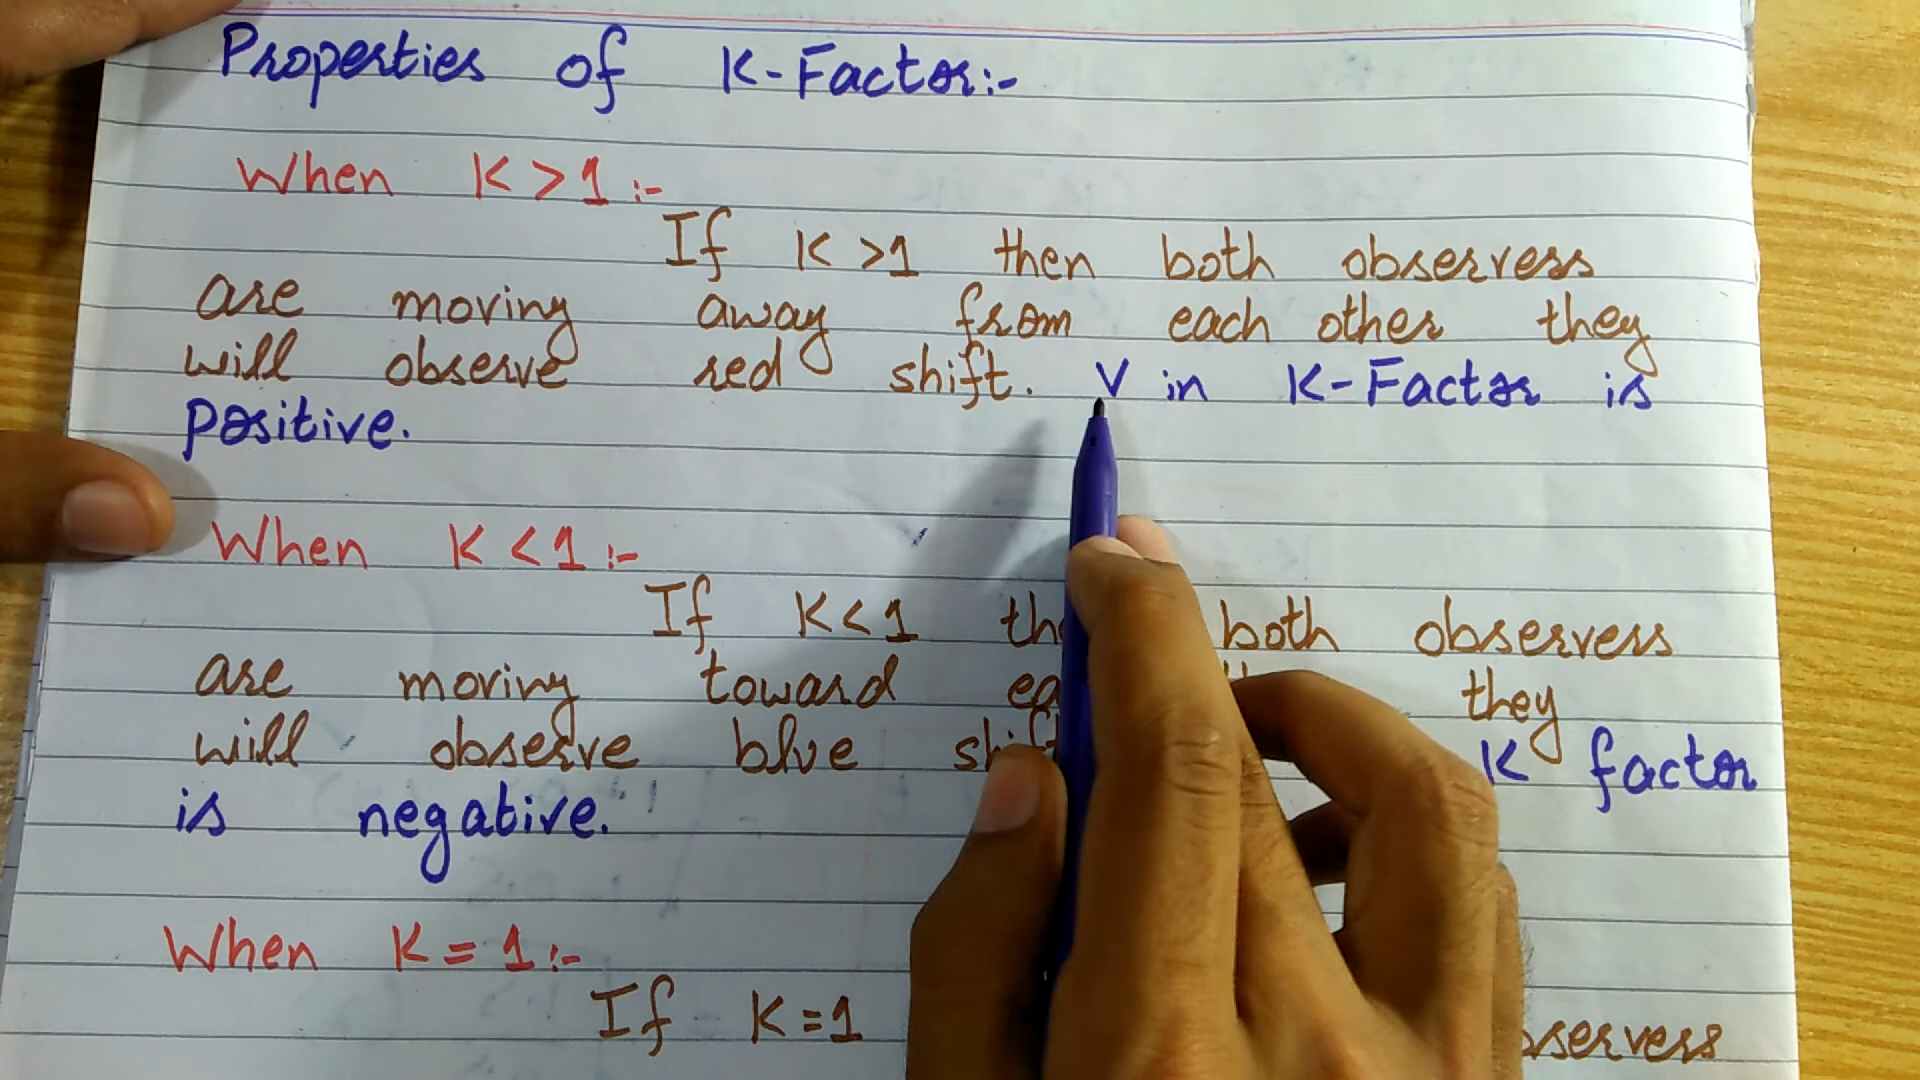 Properties of K-Factor:-
When K>1:-
If K>1 then both observers
are moving away from each other they
will observe red shift. V in K-Factor is
positive.
When K<1:-
If K<1 both observers
are moving toward they
will observe blue K factor
is negative.
When K=1:-
If K=1